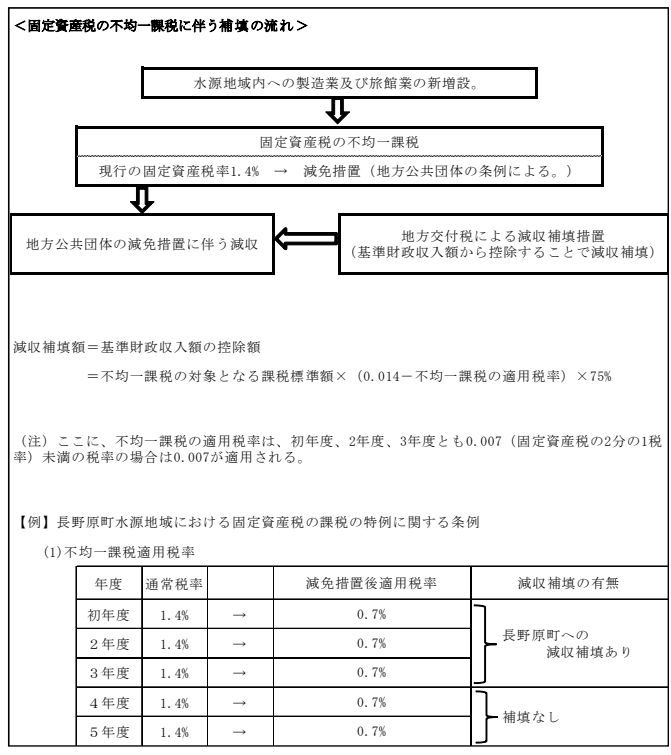 ＜固定資産税の不均一課税に伴う補填の流れ＞
水源地域内への製造業及び旅館業の新増設。
固定資産税の不均一課税
現行の固定資産税率1.4% → 減免措置（地方公共団体の条例による。）
地方公共団体の減免措置に伴う減収
地方交付税による減収補填措置
（基準財政収入額から控除することで減収補填）
減収補填額＝基準財政収入額の控除額
＝不均一課税の対象となる課税標準額×（0.014－不均一課税の適用税率）×75%
（注）ここに、不均一課税の適用税率は、初年度、2年度、3年度とも0.007（固定資産税の2分の1税
率）未満の税率の場合は0.007が適用される。
【例】長野原町水源地域における固定資産税の課税の特例に関する条例
(1)不均一課税適用税率
年度 通常税率 減免措置後適用税率 減収補填の有無
初年度 1.4% → 0.7%
２年度 1.4% → 0.7%
３年度 1.4% → 0.7%
長野原町への
減収補填あり
４年度 1.4% → 0.7%
５年度 1.4% → 0.7%
補填なし